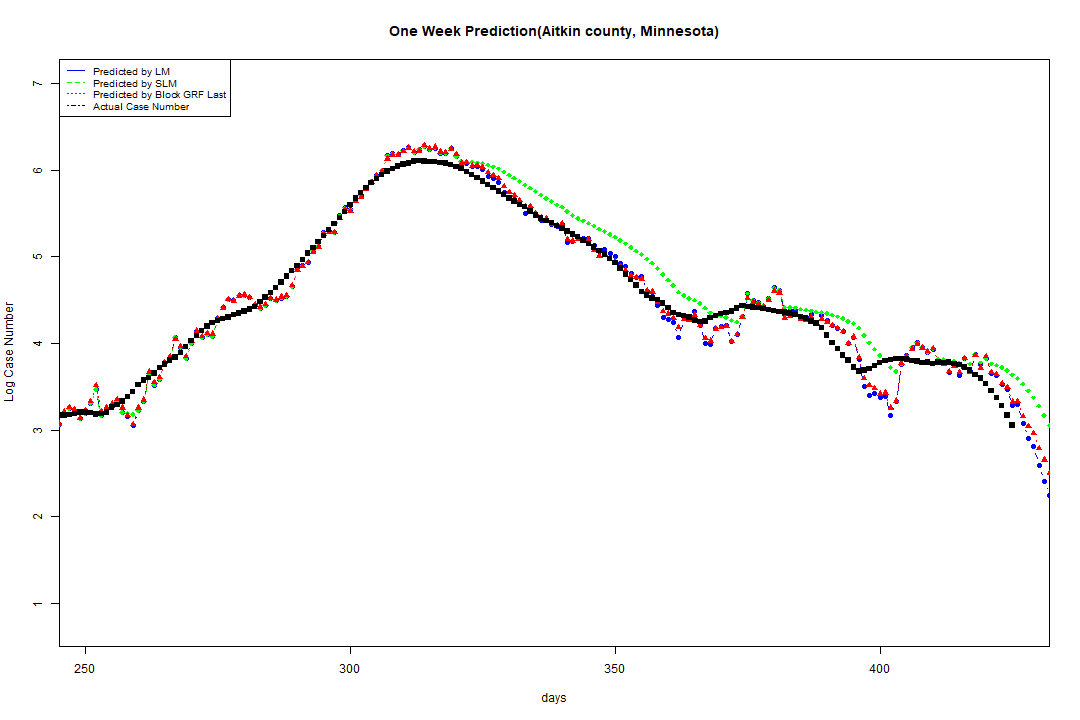 One Week Prediction(Aitkin county, Minnesota)
Predicted by LM
Predicted by SLM
Predicted by Block GRF Last
Actual Case Number
7
6
5
4
3
2
1
Log Case Number
250 300 350 400
days